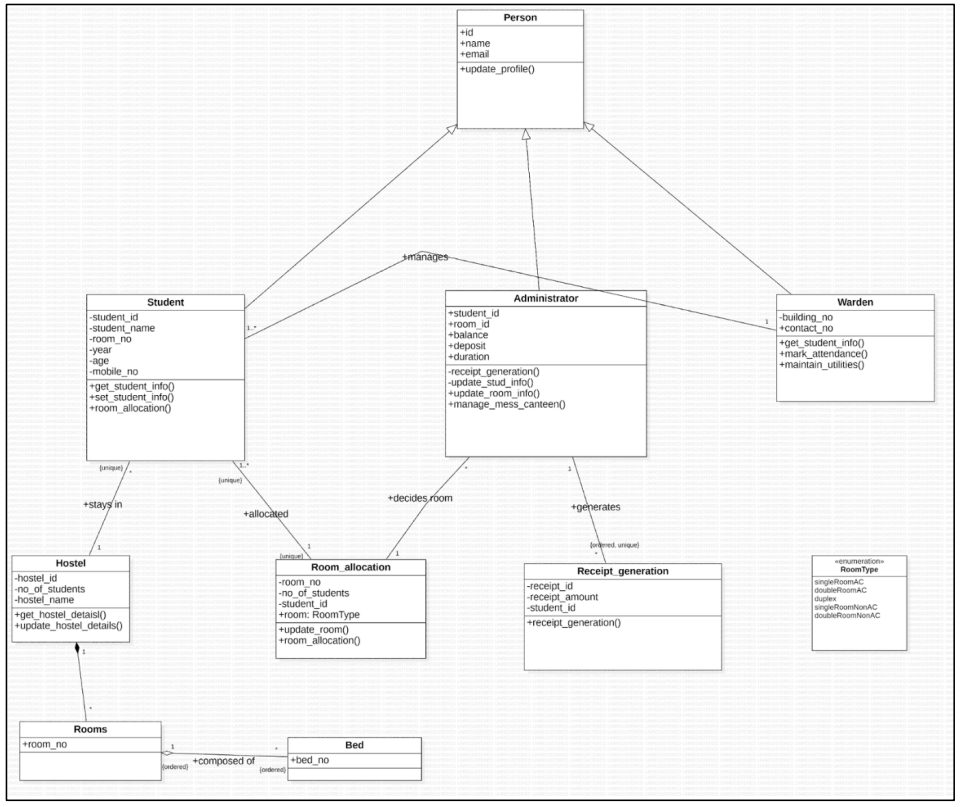 Person
+id
+name
+email
+update_profile()
+manages
Student
-student_id
-student_name
-room_no
-year
-age
-mobile_no
+get_student_info()
+set_student_info()
+room_allocation()
1..*
Administrator
+student_id
+room_id
+balance
+deposit
+duration
-receipt_generation()
-update_stud_info()
+update_room_info()
+manage_mess_canteen()
1
Warden
-building_no
+contact_no
+get_student_info()
+mark_attendance()
+maintain_utilities()
{unique}
*
1..*
{unique}
*
1
+stays in
+allocated
+decides room
+generates
1
1
{unique}
1
{ordered, unique}
*
Hostel
-hostel_id
-no_of_students
-hostel_name
+get_hostel_detaisl()
+update_hostel_details()
Room_allocation
-room_no
-no_of_students
-student_id
+room: RoomType
+update_room()
+room_allocation()
Receipt_generation
-receipt_id
-receipt_amount
-student_id
+receipt_generation()
«enumeration»
RoomType
singleRoomAC
doubleRoomAC
duplex
singleRoomNonAC
doubleRoomNonAC
1
*
Rooms
+room_no
1
{ordered}
+composed of
*
{ordered}
Bed
+bed_no